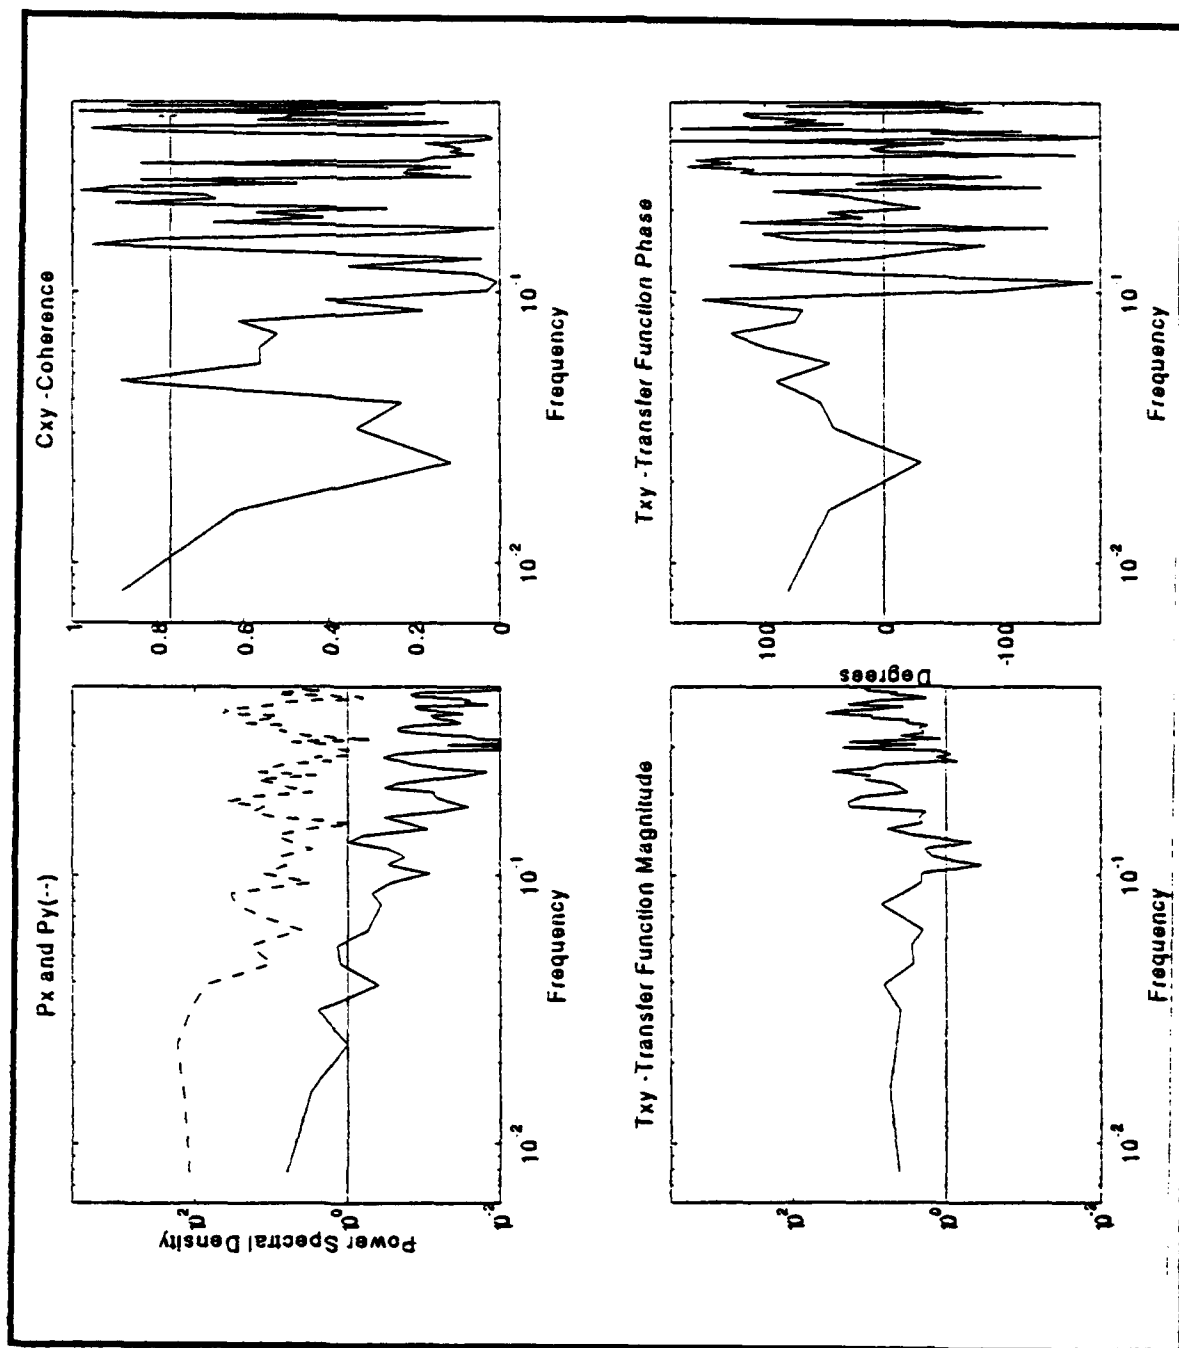 Px and Py(--)
Power Spectral Density
10^2
10^0
10^-2
10^-2
10^-1
Frequency
Cxy -Coherence
1
0.8
0.6
0.4
0.2
0
10^-2
10^-1
Frequency
Txy -Transfer Function Magnitude
10^2
10^0
10^-2
10^-2
10^-1
Frequency
Txy -Transfer Function Phase
Degrees
100
0
-100
10^-2
10^-1
Frequency